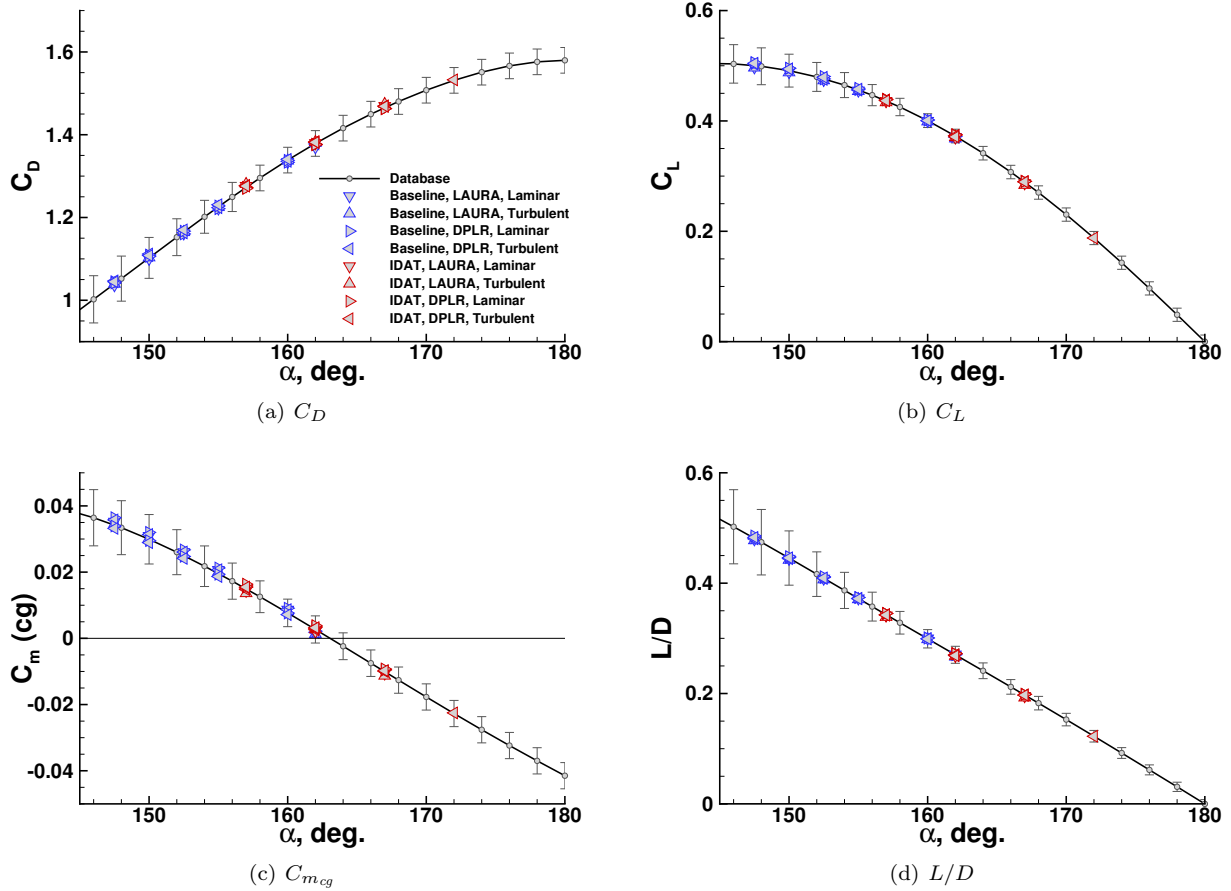 1.6
1.4
1.2
1
C_D
Database
Baseline, LAURA, Laminar
Baseline, LAURA, Turbulent
Baseline, DPLR, Laminar
Baseline, DPLR, Turbulent
IDAT, LAURA, Laminar
IDAT, LAURA, Turbulent
IDAT, DPLR, Laminar
IDAT, DPLR, Turbulent
150 160 170 180
α, deg.
(a) C_D
0.6
0.4
0.2
0
C_L
150 160 170 180
α, deg.
(b) C_L
0.04
0.02
0
-0.02
-0.04
C_m (cg)
150 160 170 180
α, deg.
(c) C_{m_{cg}}
0.6
0.4
0.2
0
L/D
150 160 170 180
α, deg.
(d) L/D